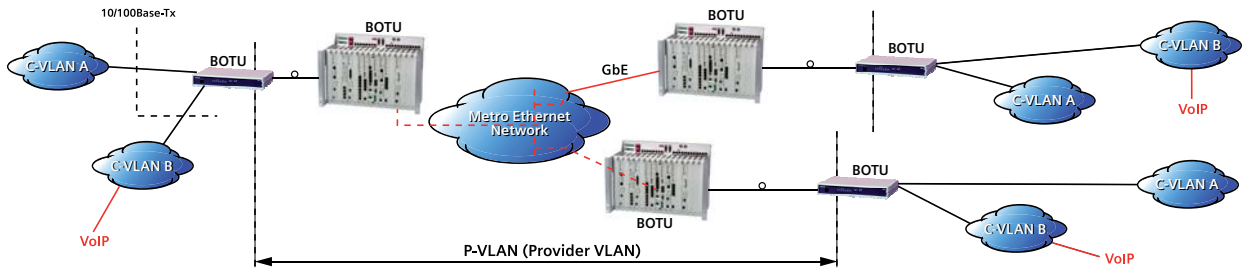 10/100Base-Tx
C-VLAN A
BOTU
C-VLAN B
VoIP
BOTU
Metro Ethernet
Network
GbE
BOTU
BOTU
BOTU
C-VLAN B
C-VLAN A
VoIP
BOTU
C-VLAN A
C-VLAN B
VoIP
P-VLAN (Provider VLAN)